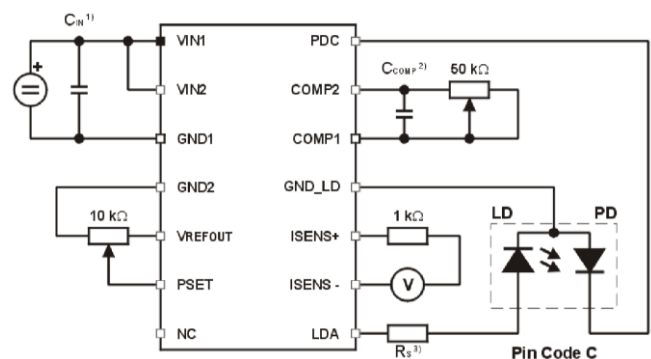 CIN 1)
VIN1
VIN2
GND1
GND2
VREFOUT
PSET
NC
10 kΩ
PDC
COMP2
COMP1
GND_LD
ISENS+
ISENS -
LDA
CCOMP 2)
50 kΩ
1 kΩ
V
RS 3)
LD
PD
Pin Code C